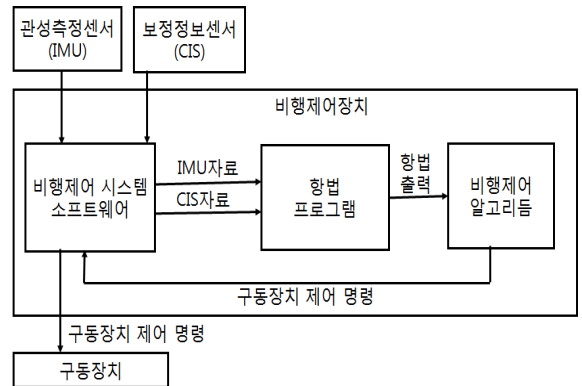 관성측정센서
(IMU)
보정정보센서
(CIS)
비행제어장치
비행제어 시스템
소프트웨어
IMU자료
CIS자료
항법
프로그램
항법
출력
비행제어
알고리듬
구동장치 제어 명령
구동장치 제어 명령
구동장치